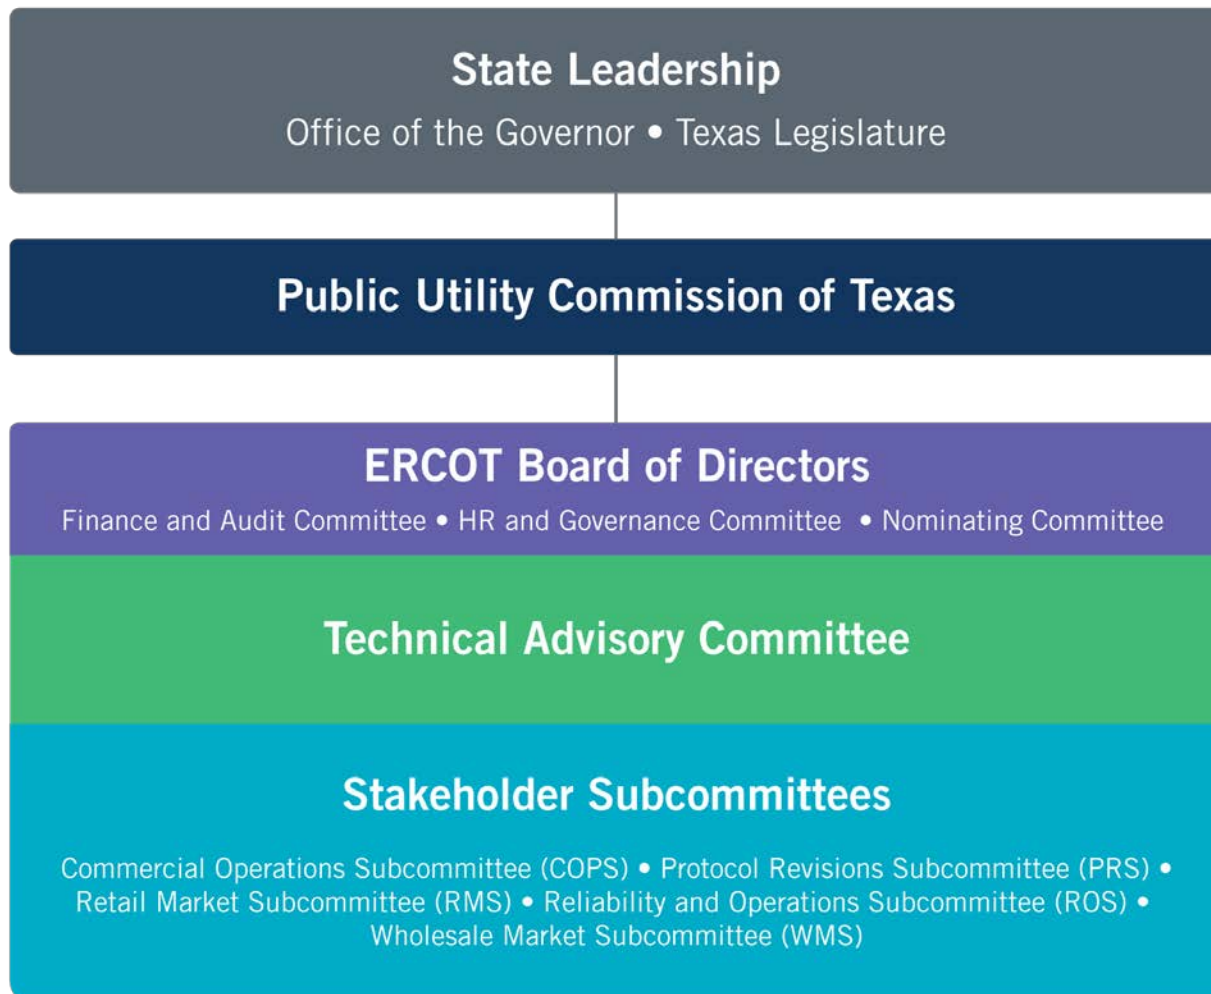 State Leadership
Office of the Governor • Texas Legislature
Public Utility Commission of Texas
ERCOT Board of Directors
Finance and Audit Committee • HR and Governance Committee • Nominating Committee
Technical Advisory Committee
Stakeholder Subcommittees
Commercial Operations Subcommittee (COPS) • Protocol Revisions Subcommittee (PRS) •
Retail Market Subcommittee (RMS) • Reliability and Operations Subcommittee (ROS) •
Wholesale Market Subcommittee (WMS)